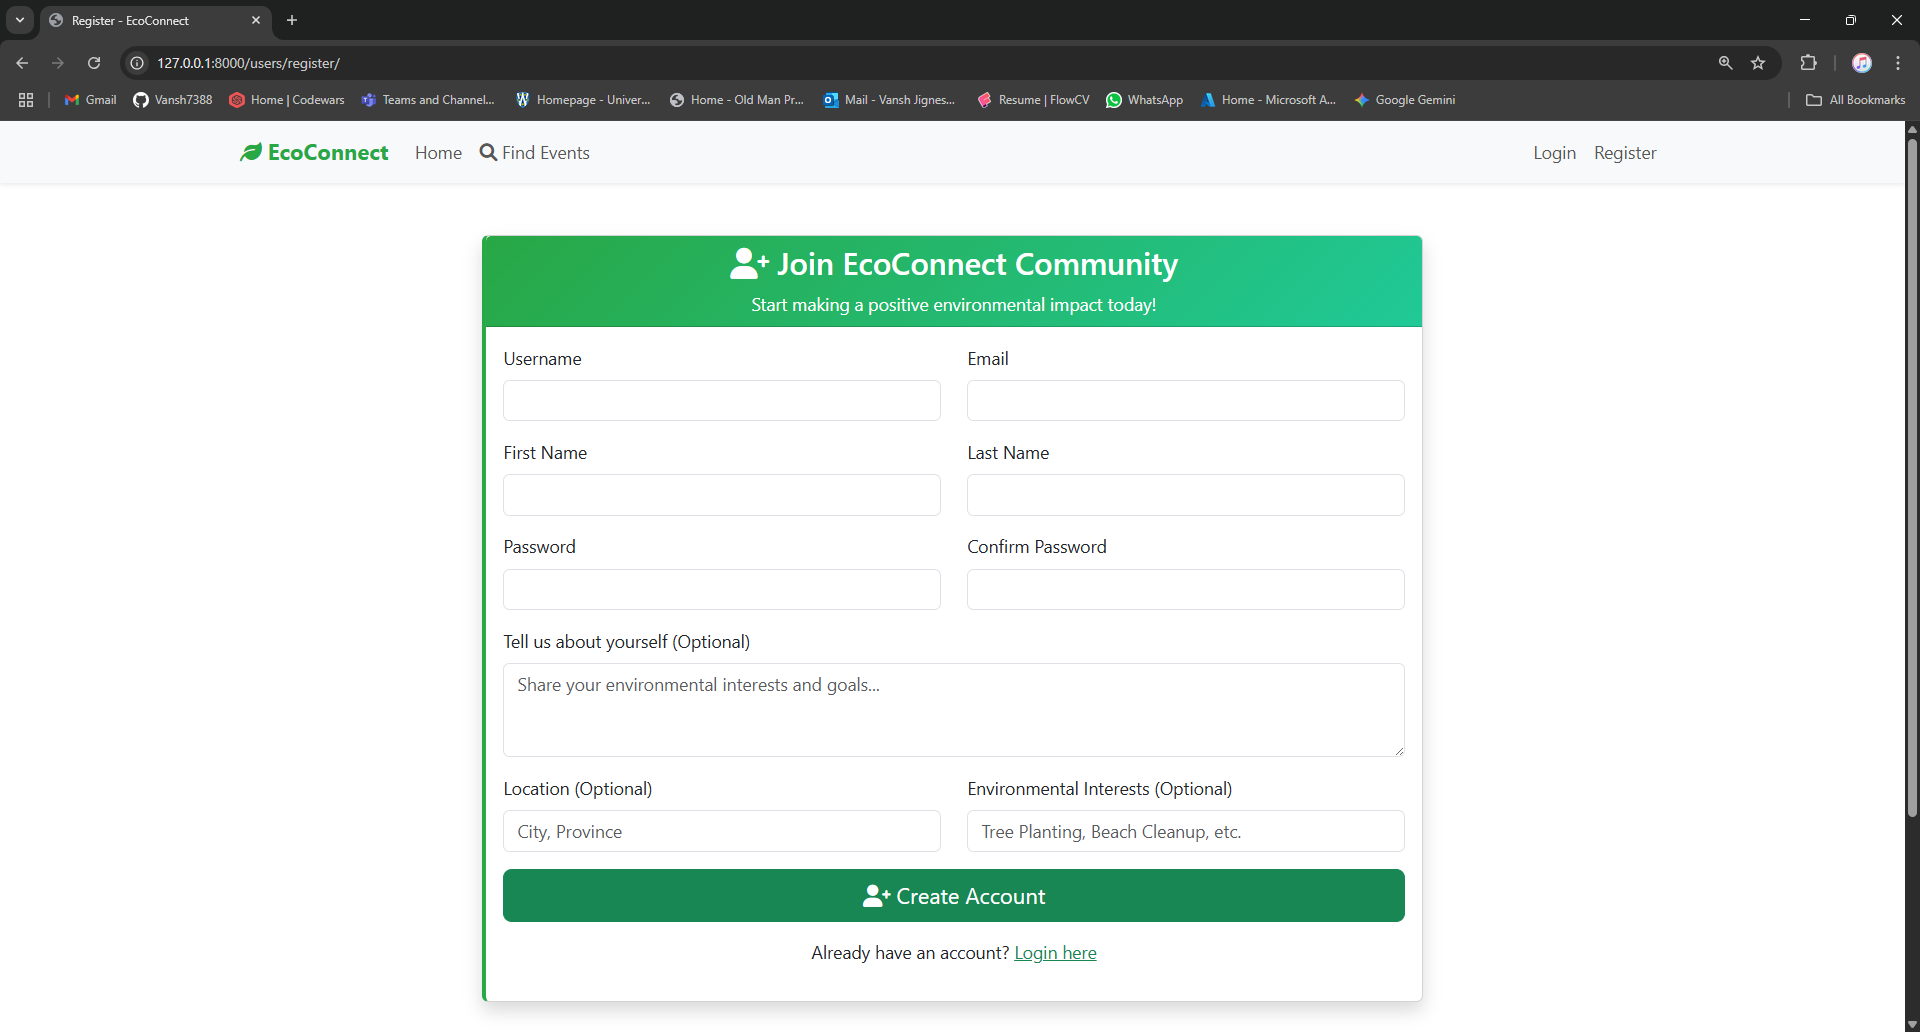 Register - EcoConnect
127.0.0.1:8000/users/register/
Gmail Vansh7388 Home | Codewars Teams and Channel... Homepage - Univer... Home - Old Man Pr... Mail - Vansh Jignes... Resume | FlowCV WhatsApp Home - Microsoft A... Google Gemini All Bookmarks
EcoConnect Home Find Events Login Register
Join EcoConnect Community
Start making a positive environmental impact today!
Username Email
First Name Last Name
Password Confirm Password
Tell us about yourself (Optional)
Share your environmental interests and goals...
Location (Optional) Environmental Interests (Optional)
City, Province Tree Planting, Beach Cleanup, etc.
Create Account
Already have an account? Login here